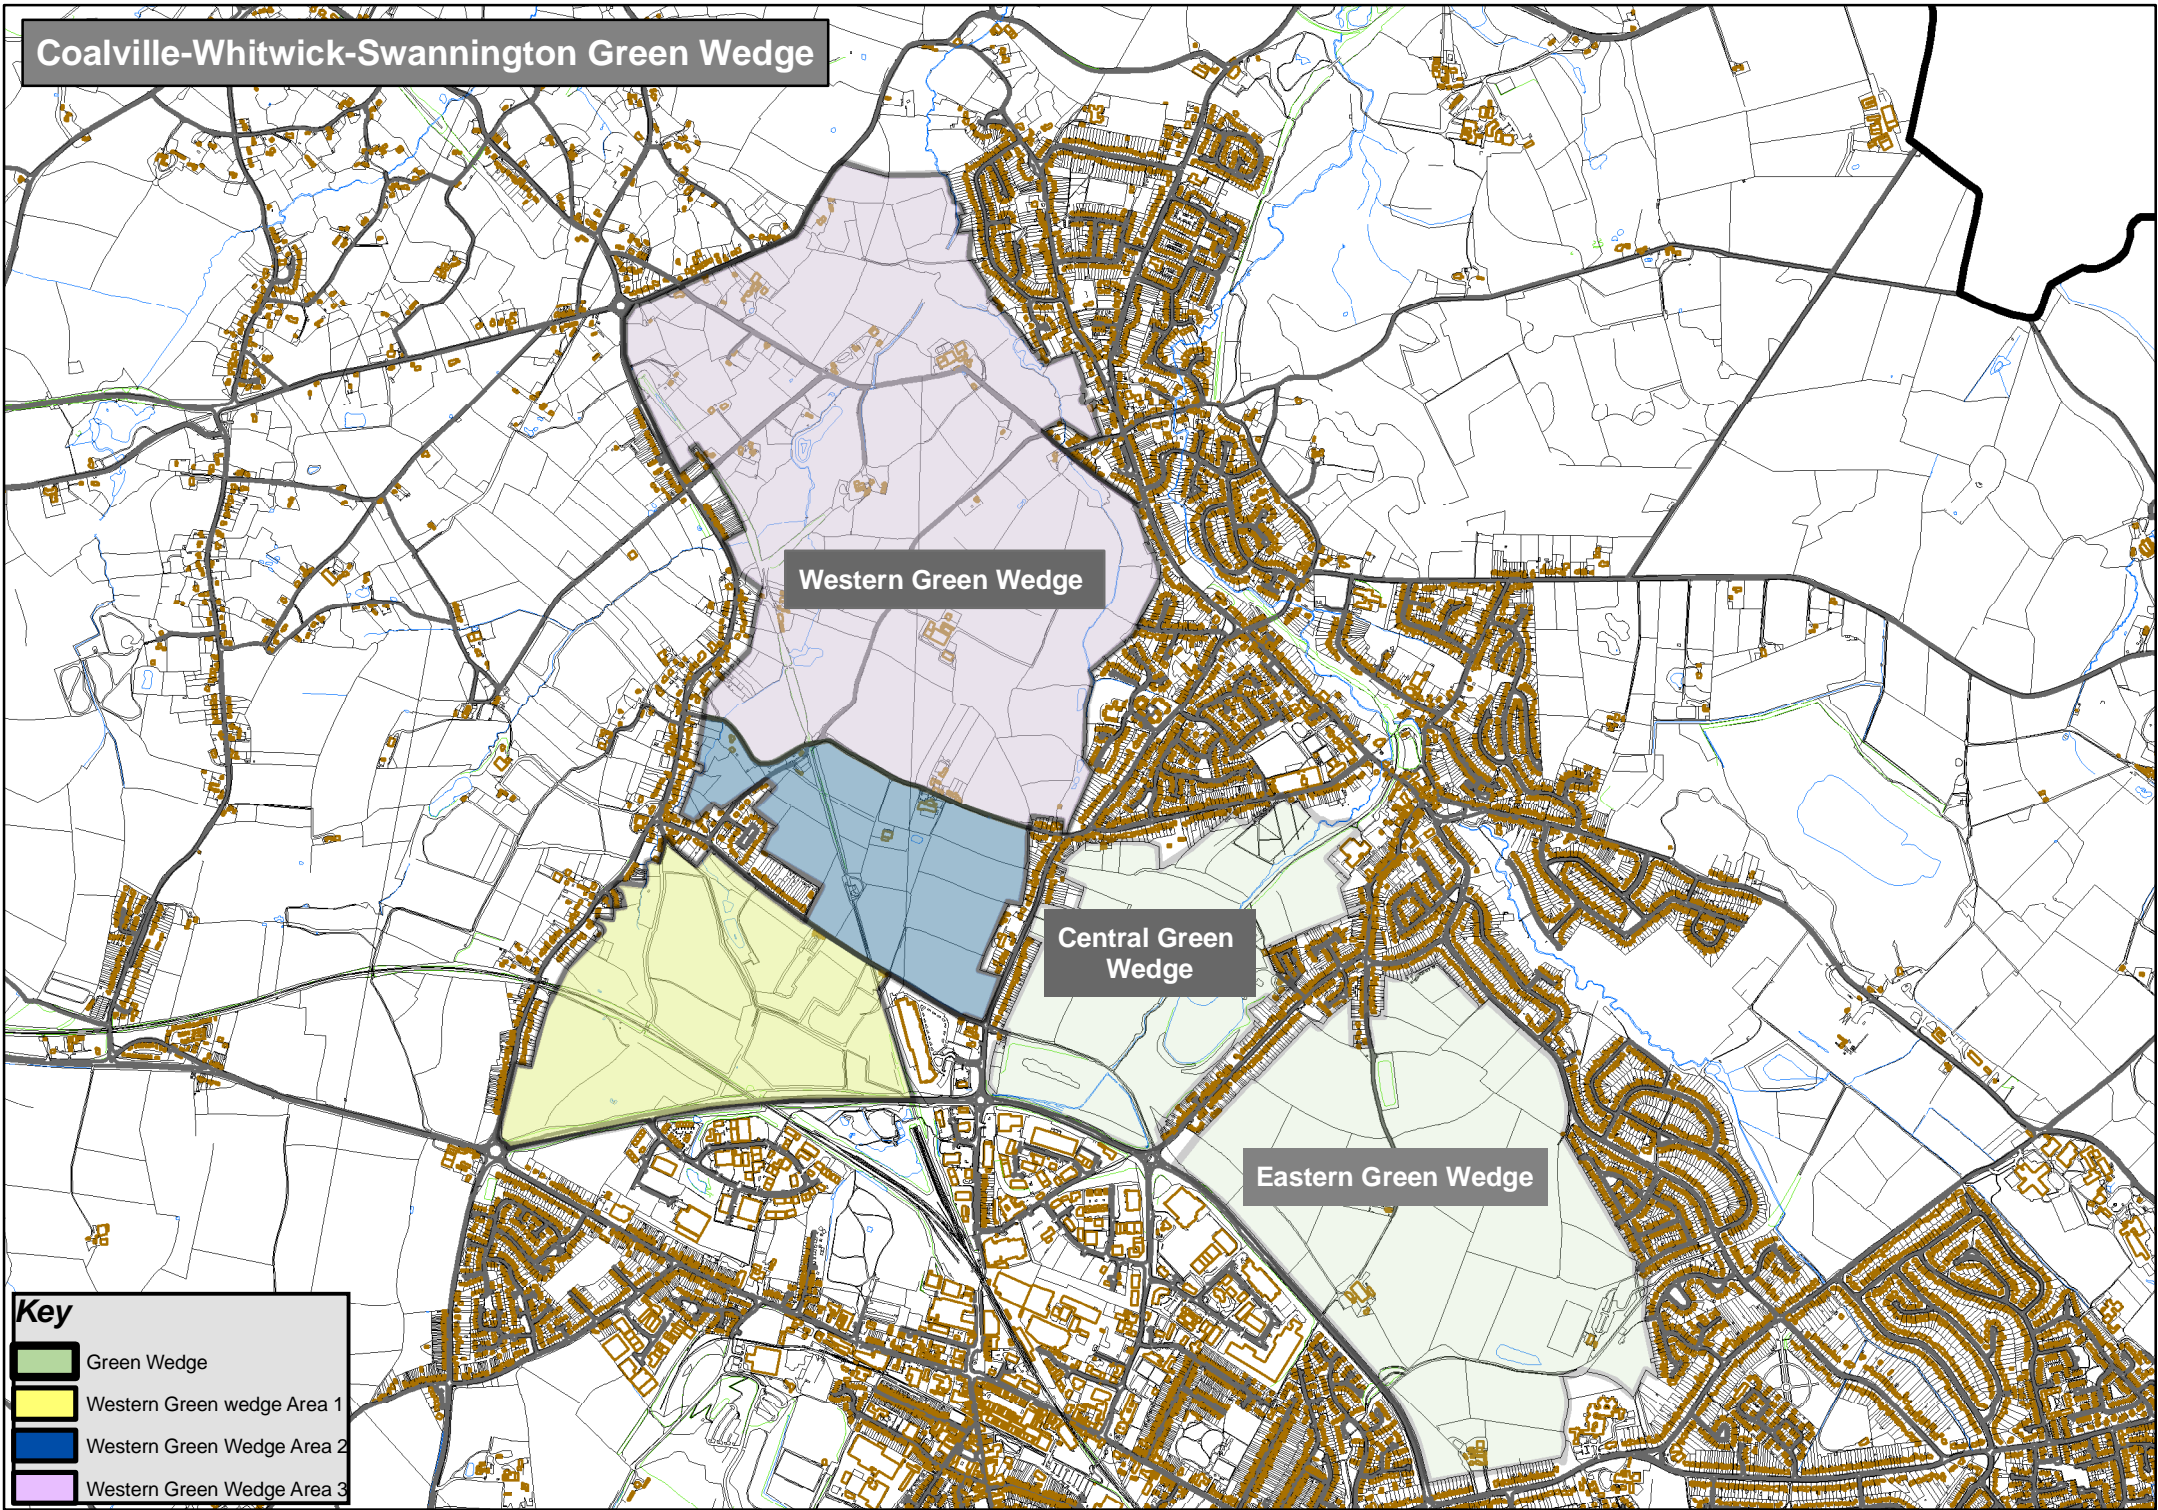 Coalville-Whitwick-Swannington Green Wedge
Western Green Wedge
Central Green
Wedge
Eastern Green Wedge
Key
Green Wedge
Western Green wedge Area 1
Western Green Wedge Area 2
Western Green Wedge Area 3